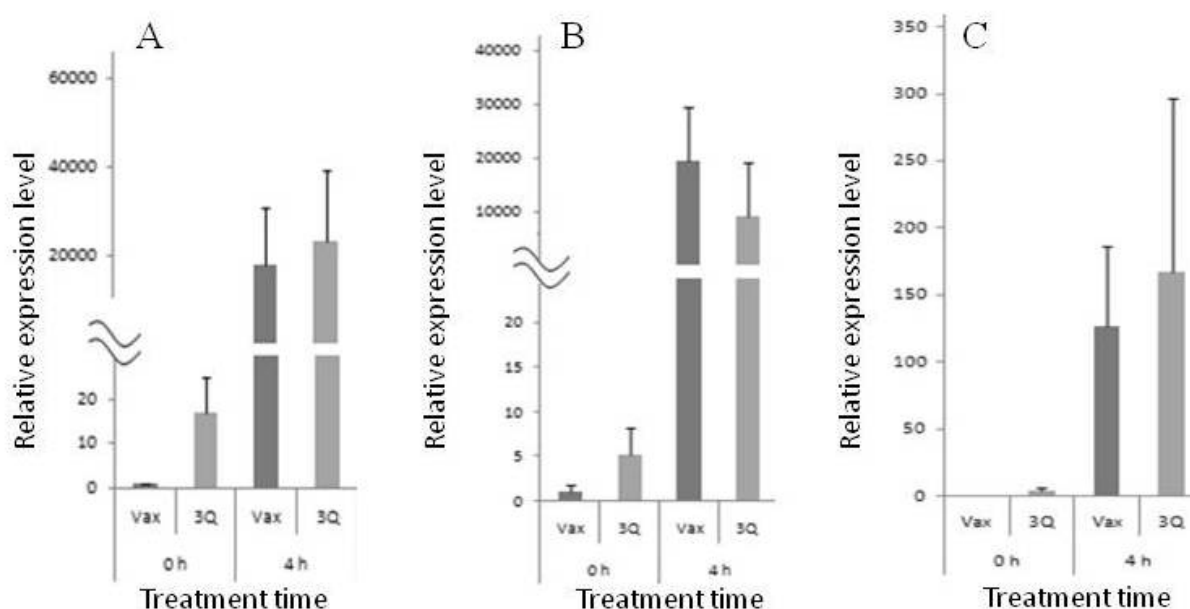 A
Relative expression level
60000
40000
20000
20
10
0
Vax 3Q Vax 3Q
0 h 4 h
Treatment time
B
Relative expression level
40000
30000
20000
10000
20
15
10
5
0
Vax 3Q Vax 3Q
0 h 4 h
Treatment time
C
Relative expression level
350
300
250
200
150
100
50
0
Vax 3Q Vax 3Q
0 h 4 h
Treatment time